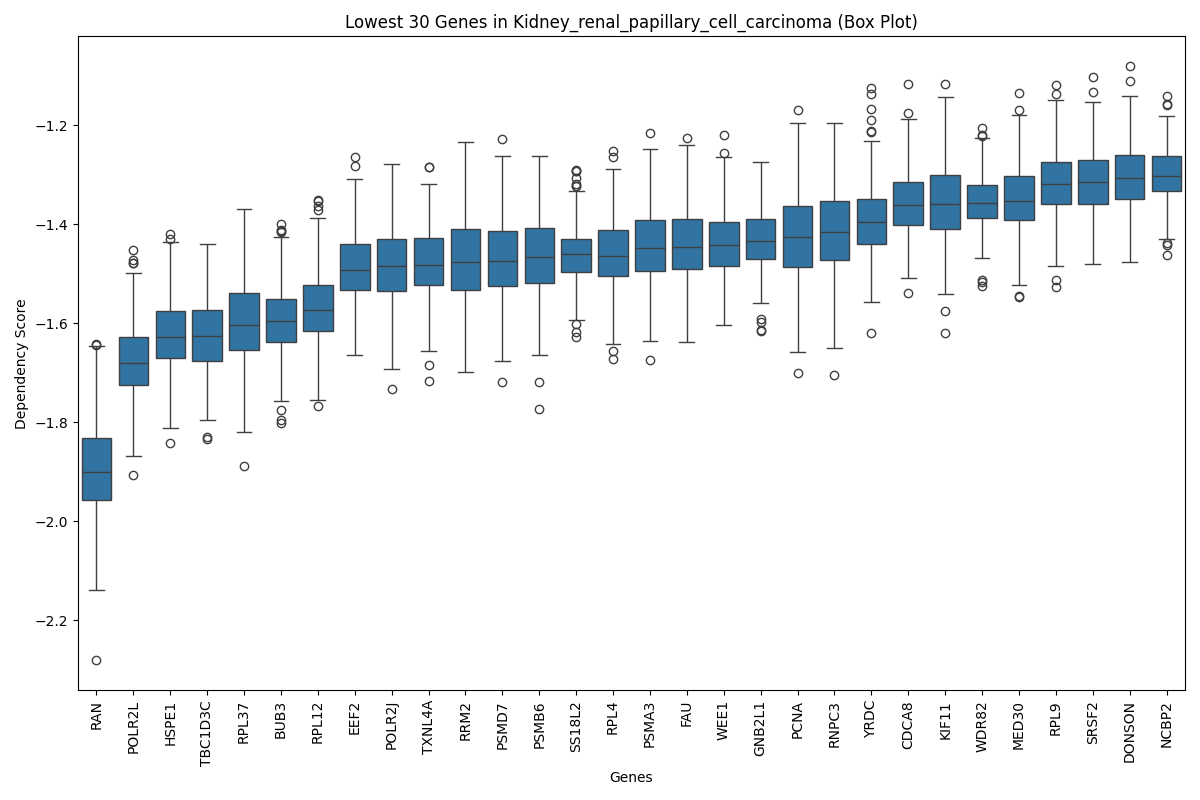 Lowest 30 Genes in Kidney_renal_papillary_cell_carcinoma (Box Plot)
Dependency Score
−1.2
−1.4
−1.6
−1.8
−2.0
−2.2
RAN
POLR2L
HSPE1
TBC1D3C
RPL37
BUB3
RPL12
EEF2
POLR2J
TXNL4A
RRM2
PSMD7
PSMB6
SS18L2
RPL4
PSMA3
FAU
WEE1
GNB2L1
PCNA
RNPC3
YRDC
CDCA8
KIF11
WDR82
MED30
RPL9
SRSF2
DONSON
NCBP2
Genes